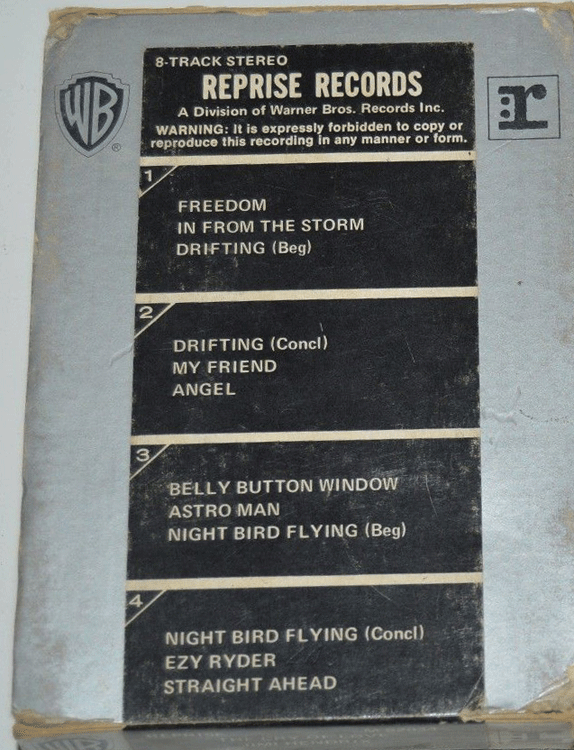 8-TRACK STEREO
REPRISE RECORDS
A Division of Warner Bros. Records Inc.
WARNING: It is expressly forbidden to copy or
reproduce this recording in any manner or form.
WB
®
r:
1
FREEDOM
IN FROM THE STORM
DRIFTING (Beg)
2
DRIFTING (Concl)
MY FRIEND
ANGEL
3
BELLY BUTTON WINDOW
ASTRO MAN
NIGHT BIRD FLYING (Beg)
4
NIGHT BIRD FLYING (Concl)
EZY RYDER
STRAIGHT AHEAD